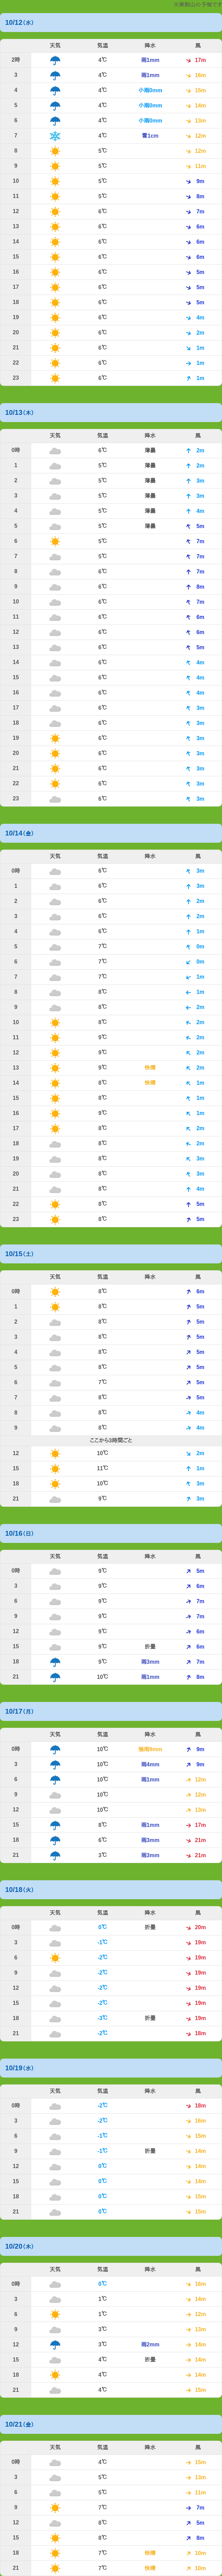 の予報です
10/12(水)
天気 気温 降水 風
2時 4℃ 雨1mm 17m
3 4℃ 雨1mm 16m
4 4℃ 小雨0mm 15m
5 4℃ 小雨0mm 14m
6 4℃ 小雨0mm 13m
7 4℃ 雪1cm 12m
8 5℃ 12m
9 5℃ 11m
10 5℃ 9m
11 5℃ 8m
12 6℃ 7m
13 6℃ 6m
14 6℃ 6m
15 6℃ 6m
16 6℃ 5m
17 6℃ 5m
18 6℃ 5m
19 6℃ 4m
20 6℃ 2m
21 6℃ 1m
22 6℃ 1m
23 6℃ 1m
10/13(木)
天気 気温 降水 風
0時 5℃ 薄曇 2m
1 5℃ 薄曇 2m
2 5℃ 薄曇 3m
3 5℃ 薄曇 3m
4 5℃ 薄曇 4m
5 5℃ 薄曇 5m
6 5℃ 7m
7 5℃ 7m
8 6℃ 7m
9 6℃ 8m
10 6℃ 7m
11 6℃ 6m
12 6℃ 6m
13 6℃ 5m
14 6℃ 4m
15 6℃ 4m
16 6℃ 4m
17 6℃ 3m
18 6℃ 3m
19 6℃ 3m
20 6℃ 3m
21 6℃ 3m
22 6℃ 3m
23 6℃ 3m
10/14(金)
天気 気温 降水 風
0時 6℃ 3m
1 6℃ 3m
2 6℃ 2m
3 6℃ 2m
4 6℃ 1m
5 7℃ 0m
6 7℃ 0m
7 7℃ 1m
8 8℃ 1m
9 8℃ 2m
10 8℃ 2m
11 9℃ 2m
12 9℃ 2m
13 9℃ 快晴 2m
14 8℃ 快晴 1m
15 8℃ 1m
16 9℃ 1m
17 8℃ 2m
18 8℃ 2m
19 8℃ 3m
20 8℃ 3m
21 8℃ 4m
22 8℃ 5m
23 8℃ 5m
10/15(土)
天気 気温 降水 風
0時 8℃ 6m
1 8℃ 5m
2 8℃ 5m
3 8℃ 5m
4 8℃ 5m
5 8℃ 5m
6 7℃ 5m
7 8℃ 5m
8 8℃ 4m
9 8℃ 4m
ここから3時間ごと
12 10℃ 2m
15 11℃ 1m
18 10℃ 3m
21 9℃ 3m
10/16(日)
天気 気温 降水 風
0時 9℃ 5m
3 9℃ 6m
6 9℃ 7m
9 9℃ 7m
12 9℃ 6m
15 9℃ 折曇 6m
18 9℃ 雨3mm 7m
21 10℃ 雨1mm 8m
10/17(月)
天気 気温 降水 風
0時 10℃ 9m
3 10℃ 雨4mm 9m
6 10℃ 雨1mm 12m
9 10℃ 12m
12 10℃ 13m
15 8℃ 雨1mm 17m
18 6℃ 雨3mm 21m
21 3℃ 雨3mm 21m
10/18(火)
天気 気温 降水 風
0時 0℃ 折曇 20m
3 -1℃ 19m
6 -2℃ 19m
9 -2℃ 19m
12 -2℃ 19m
15 -2℃ 19m
18 -3℃ 折曇 19m
21 -2℃ 18m
10/19(水)
天気 気温 降水 風
0時 -2℃ 18m
3 -2℃ 16m
6 -1℃ 15m
9 -1℃ 折曇 14m
12 0℃ 14m
15 0℃ 14m
18 0℃ 15m
21 0℃ 15m
10/20(木)
天気 気温 降水 風
0時 0℃ 16m
3 1℃ 14m
6 1℃ 12m
9 3℃ 13m
12 3℃ 雨2mm 14m
15 4℃ 折曇 14m
18 4℃ 14m
21 4℃ 15m
10/21(金)
天気 気温 降水 風
0時 4℃ 15m
3 5℃ 13m
6 5℃ 11m
9 7℃ 7m
12 8℃ 5m
15 8℃ 8m
18 7℃ 快晴 10m
21 7℃ 快晴 10m